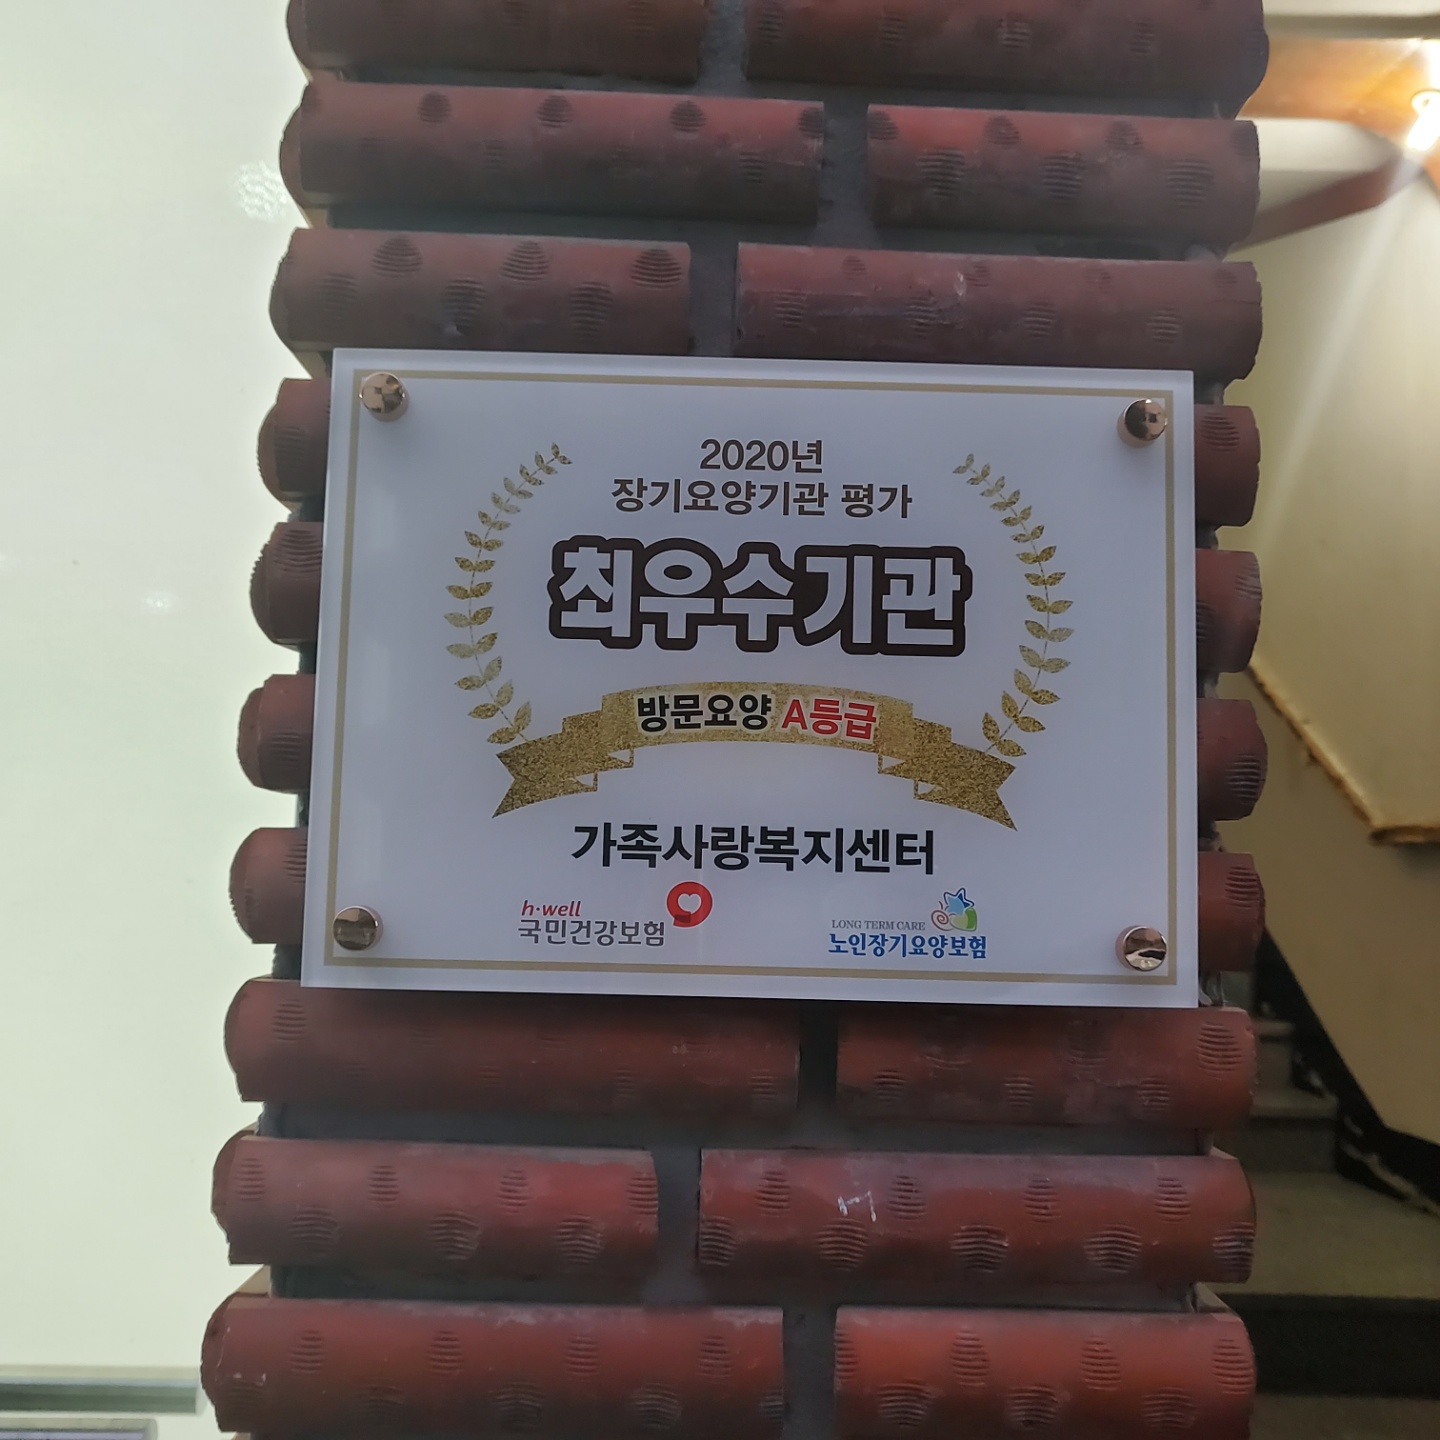 2020년
장기요양기관 평가
최우수기관
방문요양 A등급
가족사랑복지센터
h·well
국민건강보험
LONG TERM CARE
노인장기요양보험